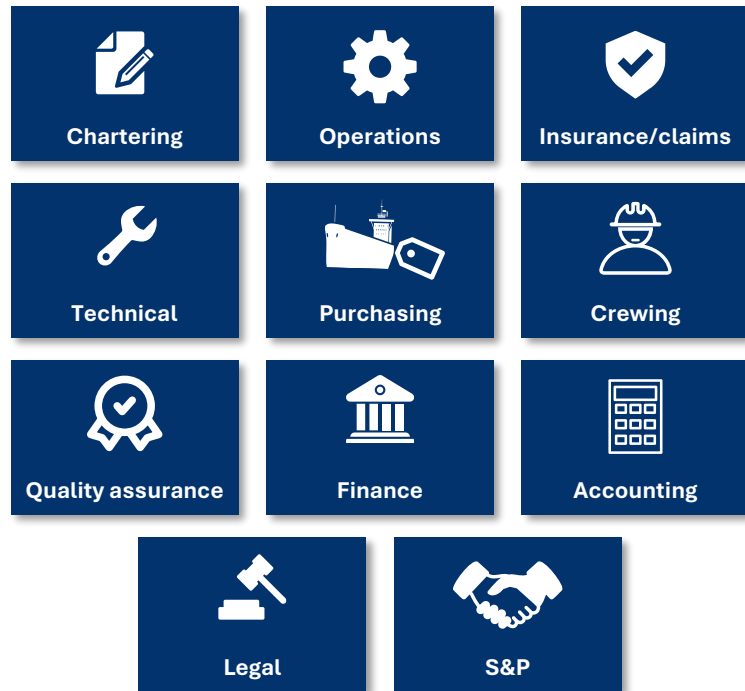 Chartering
Operations
Insurance/claims
Technical
Purchasing
Crewing
Quality assurance
Finance
Accounting
Legal
S&P